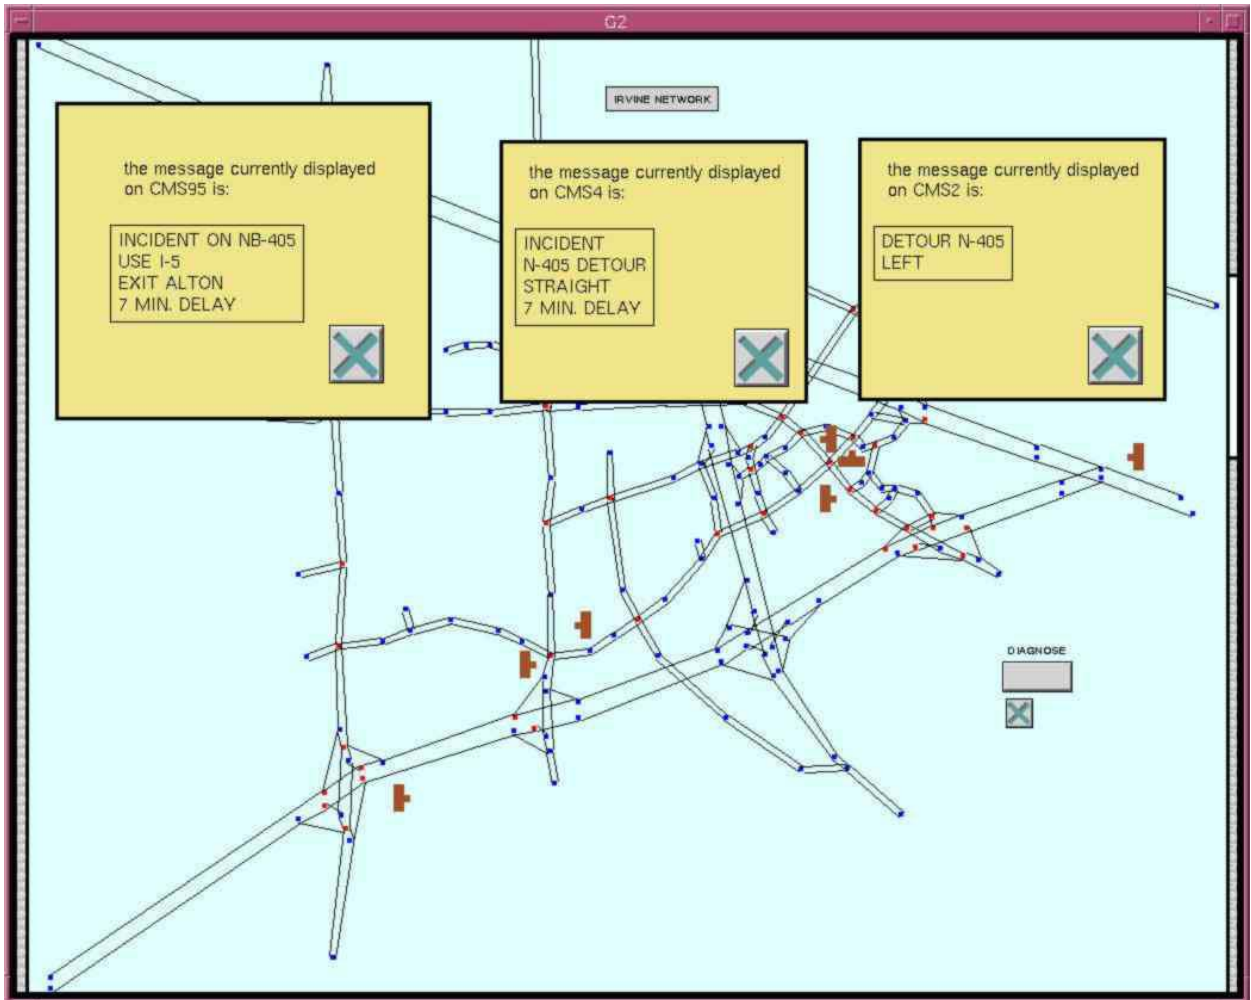 G2
IRVINE NETWORK
the message currently displayed
on CMS95 is:
INCIDENT ON NB-405
USE I-5
EXIT ALTON
7 MIN. DELAY
the message currently displayed
on CMS4 is:
INCIDENT
N-405 DETOUR
STRAIGHT
7 MIN. DELAY
the message currently displayed
on CMS2 is:
DETOUR N-405
LEFT
DIAGNOSE